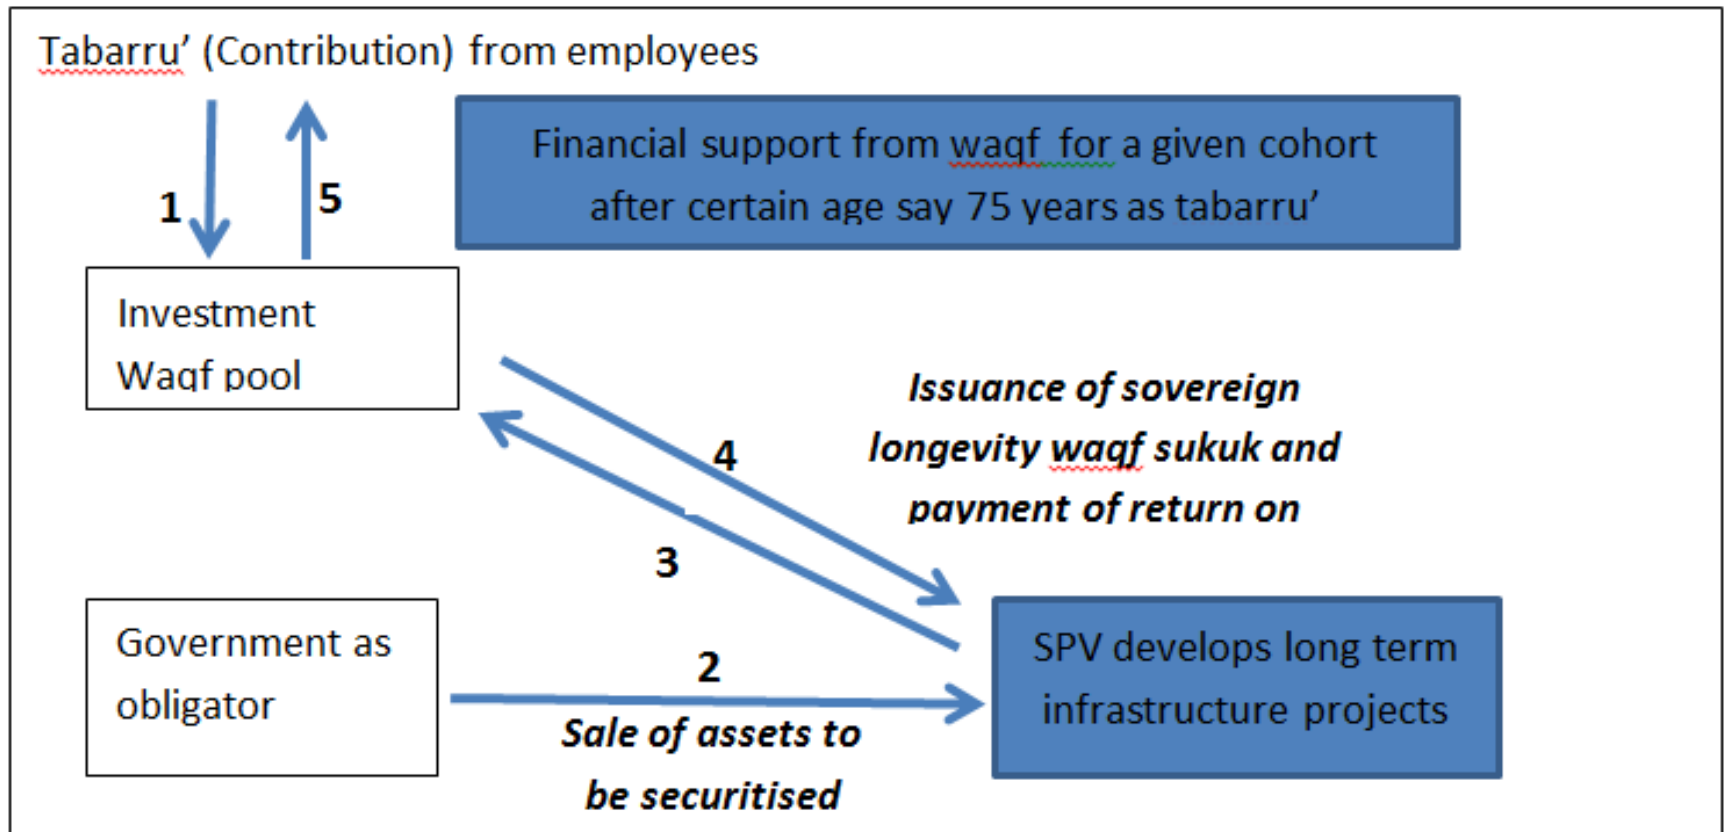 Tabarru’ (Contribution) from employees
Financial support from waqf for a given cohort
after certain age say 75 years as tabarru’
1
5
Investment
Waqf pool
Issuance of sovereign
longevity waqf sukuk and
payment of return on
4
3
Government as
obligator
2
Sale of assets to
be securitised
SPV develops long term
infrastructure projects